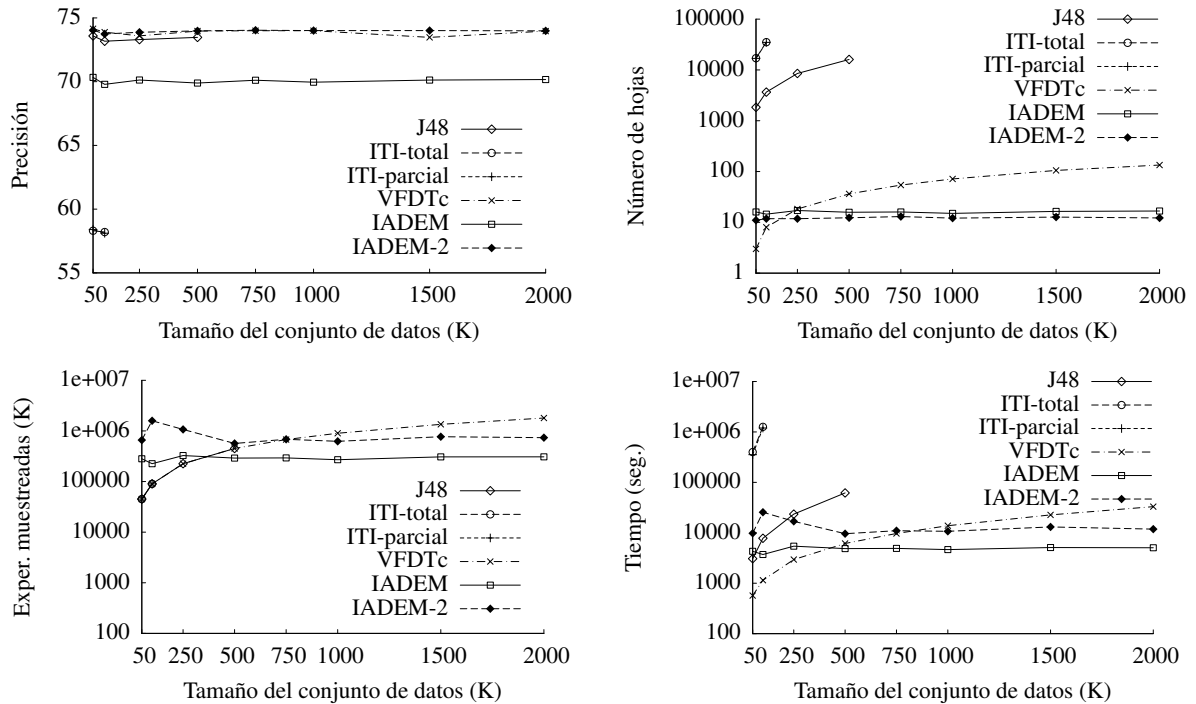 Precisión
75
70
65
60
55
J48
ITI-total
ITI-parcial
VFDTc
IADEM
IADEM-2
50 250 500 750 1000 1500 2000
Tamaño del conjunto de datos (K)
Número de hojas
100000
10000
1000
100
10
1
J48
ITI-total
ITI-parcial
VFDTc
IADEM
IADEM-2
50 250 500 750 1000 1500 2000
Tamaño del conjunto de datos (K)
Exper. muestreadas (K)
1e+007
1e+006
100000
10000
1000
100
J48
ITI-total
ITI-parcial
VFDTc
IADEM
IADEM-2
50 250 500 750 1000 1500 2000
Tamaño del conjunto de datos (K)
Tiempo (seg.)
1e+007
1e+006
100000
10000
1000
100
J48
ITI-total
ITI-parcial
VFDTc
IADEM
IADEM-2
50 250 500 750 1000 1500 2000
Tamaño del conjunto de datos (K)